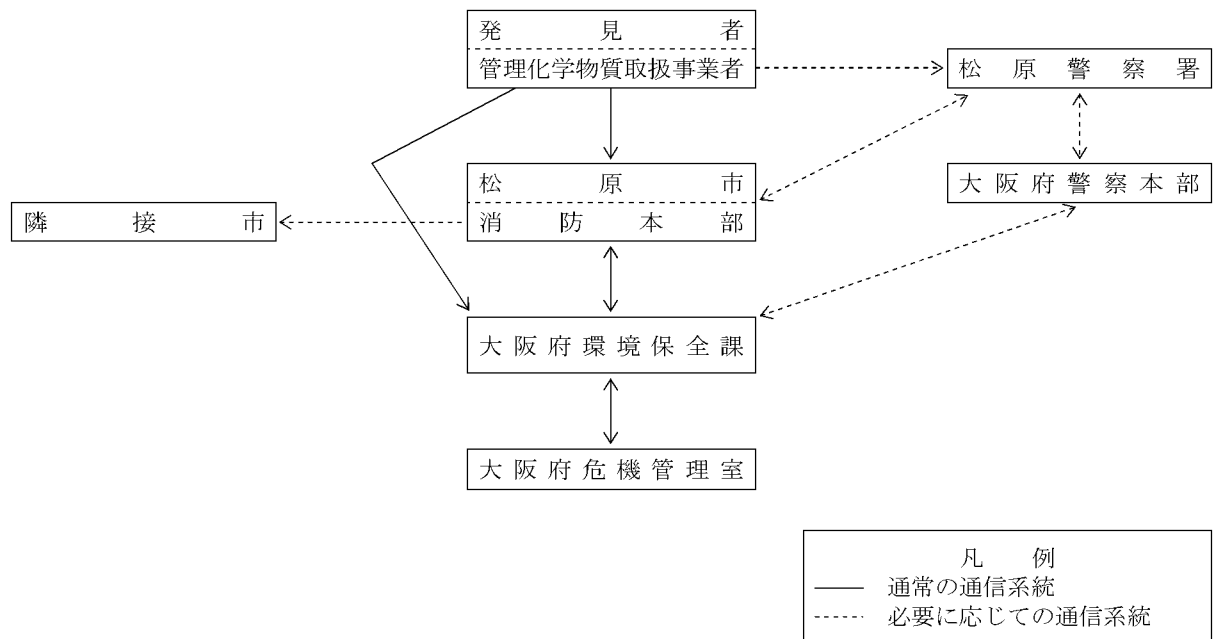 発見者
管理化学物質取扱事業者
松原警察署
松原市
消防本部
大阪府警察本部
隣接市
大阪府環境保全課
大阪府危機管理室
凡例
通常の通信系統
必要に応じての通信系統